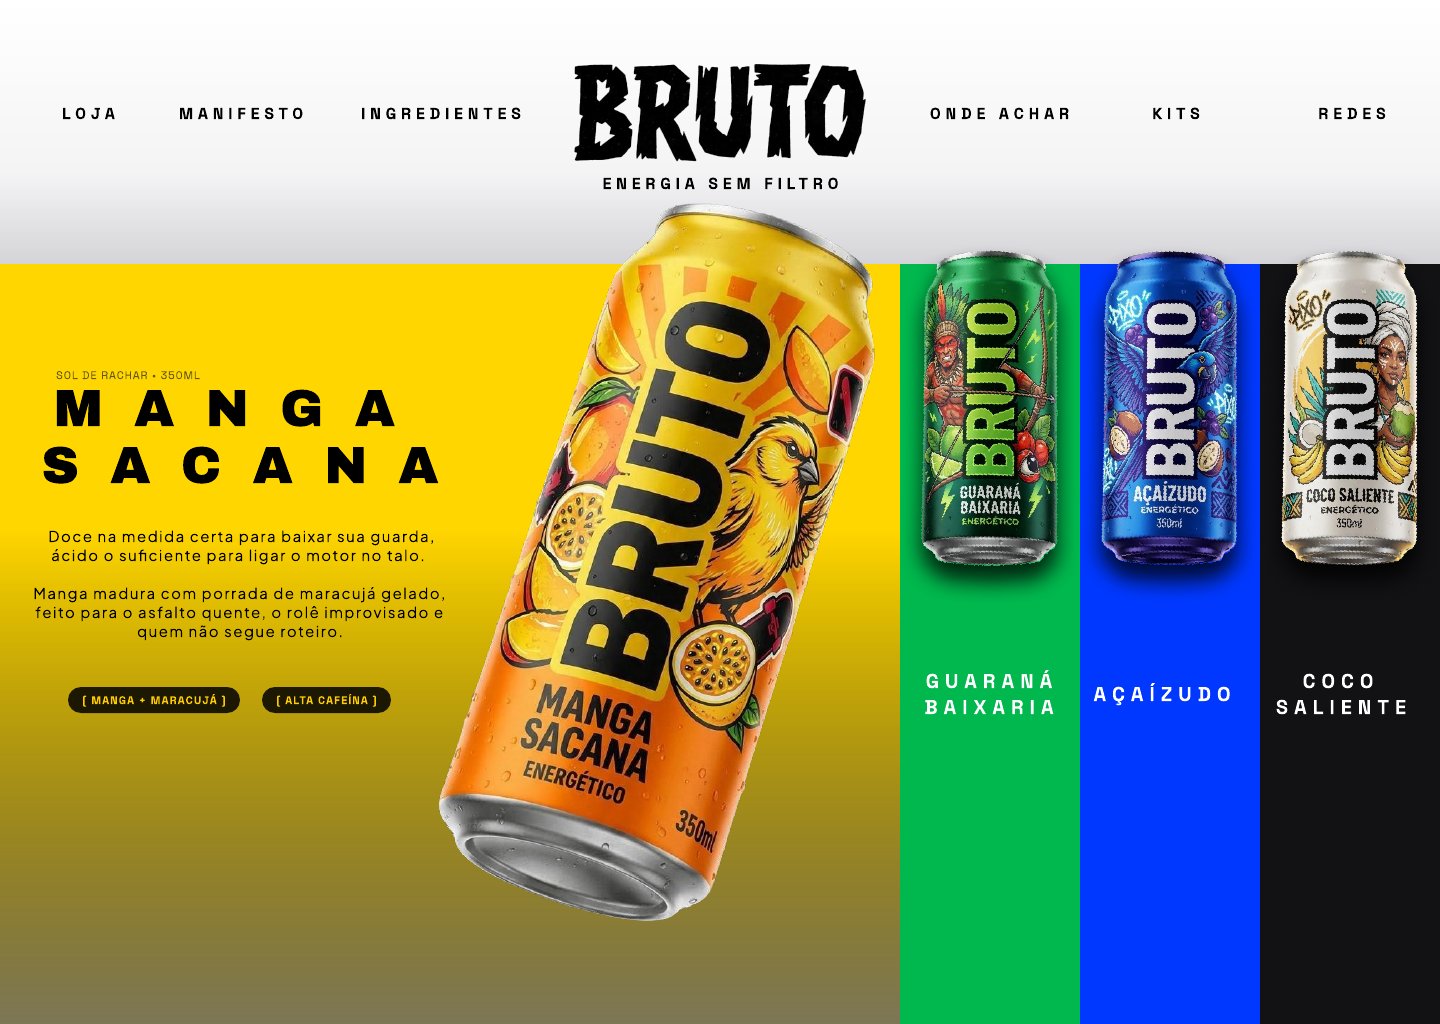 LOJA
MANIFESTO
INGREDIENTES
BRUTO
ENERGIA SEM FILTRO
ONDE ACHAR
KITS
REDES
SOL DE RACHAR • 350ML
MANGA
SACANA
Doce na medida certa para baixar sua guarda,
ácido o suficiente para ligar o motor no talo.
Manga madura com porrada de maracujá gelado,
feito para o asfalto quente, o rolê improvisado e
quem não segue roteiro.
[ MANGA + MARACUJÁ ]
[ ALTA CAFEÍNA ]
BRUTO
MANGA
SACANA
ENERGÉTICO
350ml
BRUTO
GUARANÁ
BAIXARIA
ENERGÉTICO
GUARANÁ
BAIXARIA
"PIXO"
BRUTO
AÇAÍZUDO
ENERGÉTICO
350ml
AÇAÍZUDO
"PIXO"
BRUTO
COCO SALIENTE
ENERGÉTICO
350ml
COCO
SALIENTE